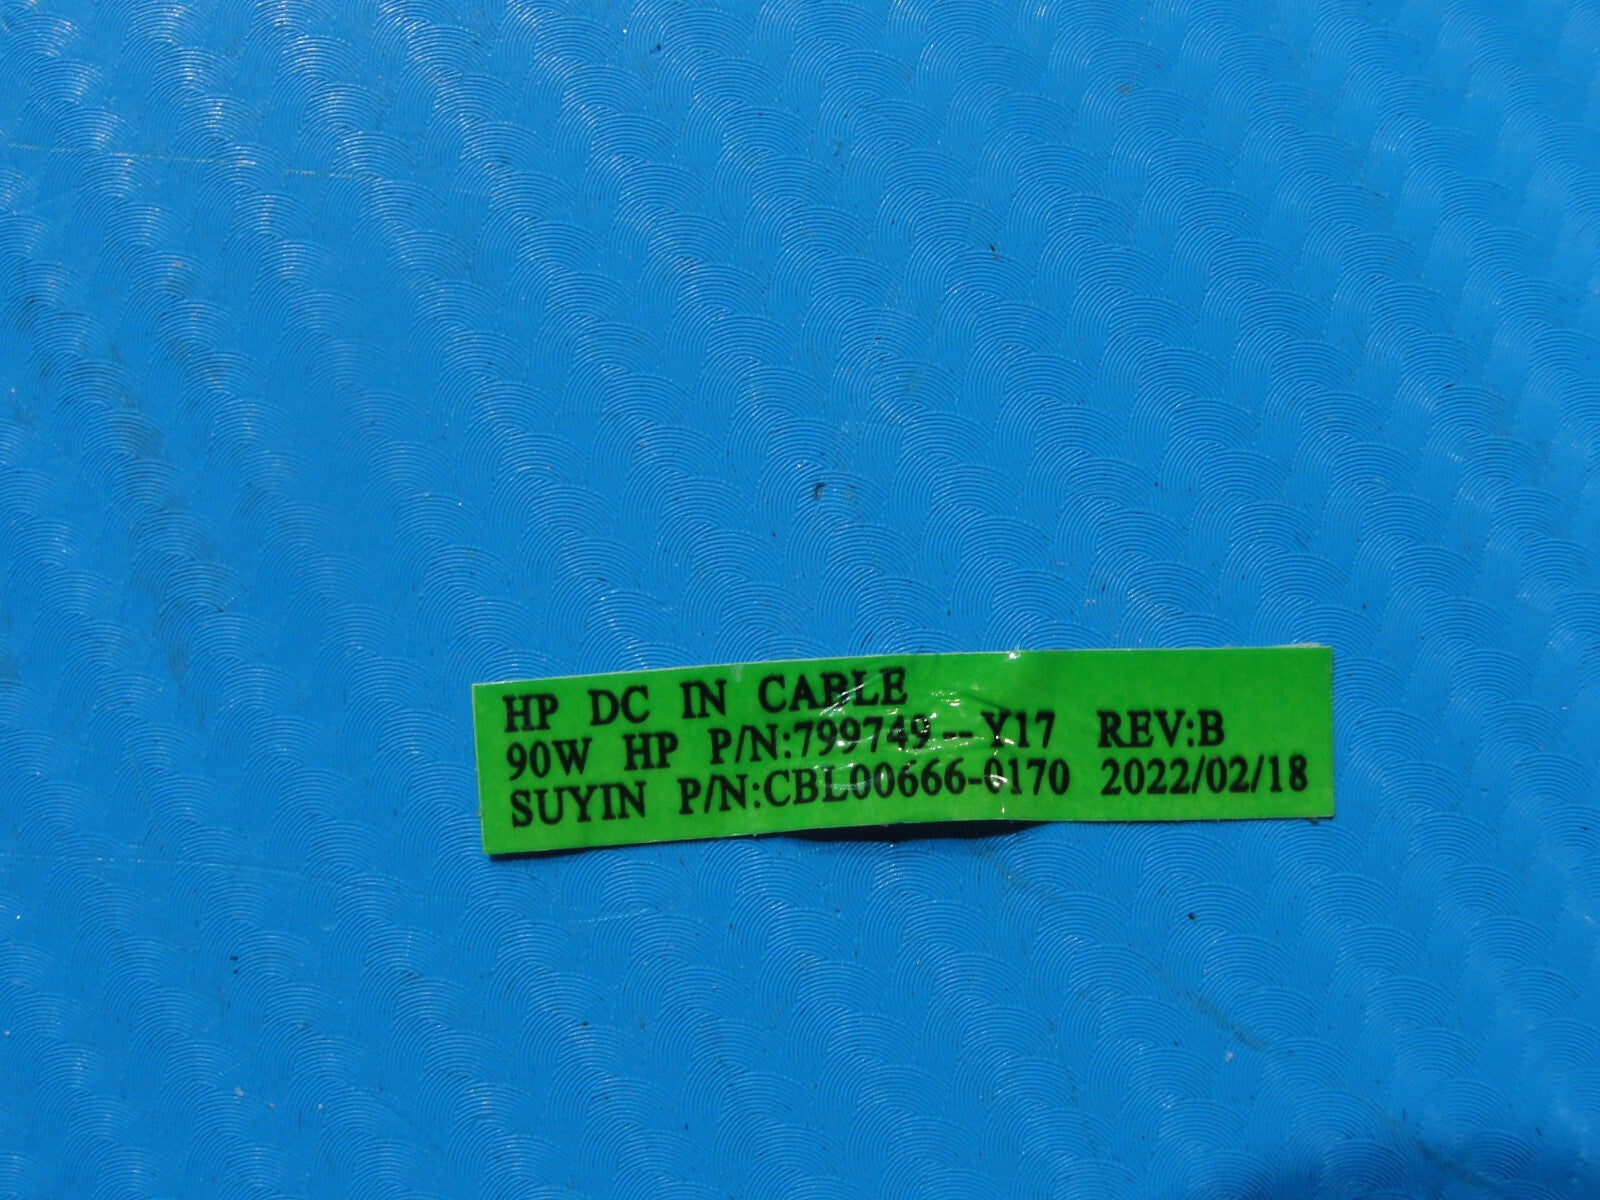 HP DC IN CABLE
90W HP P/N:799749--Y17 REV:B
SUYIN P/N:CBL00666-0170 2022/02/18